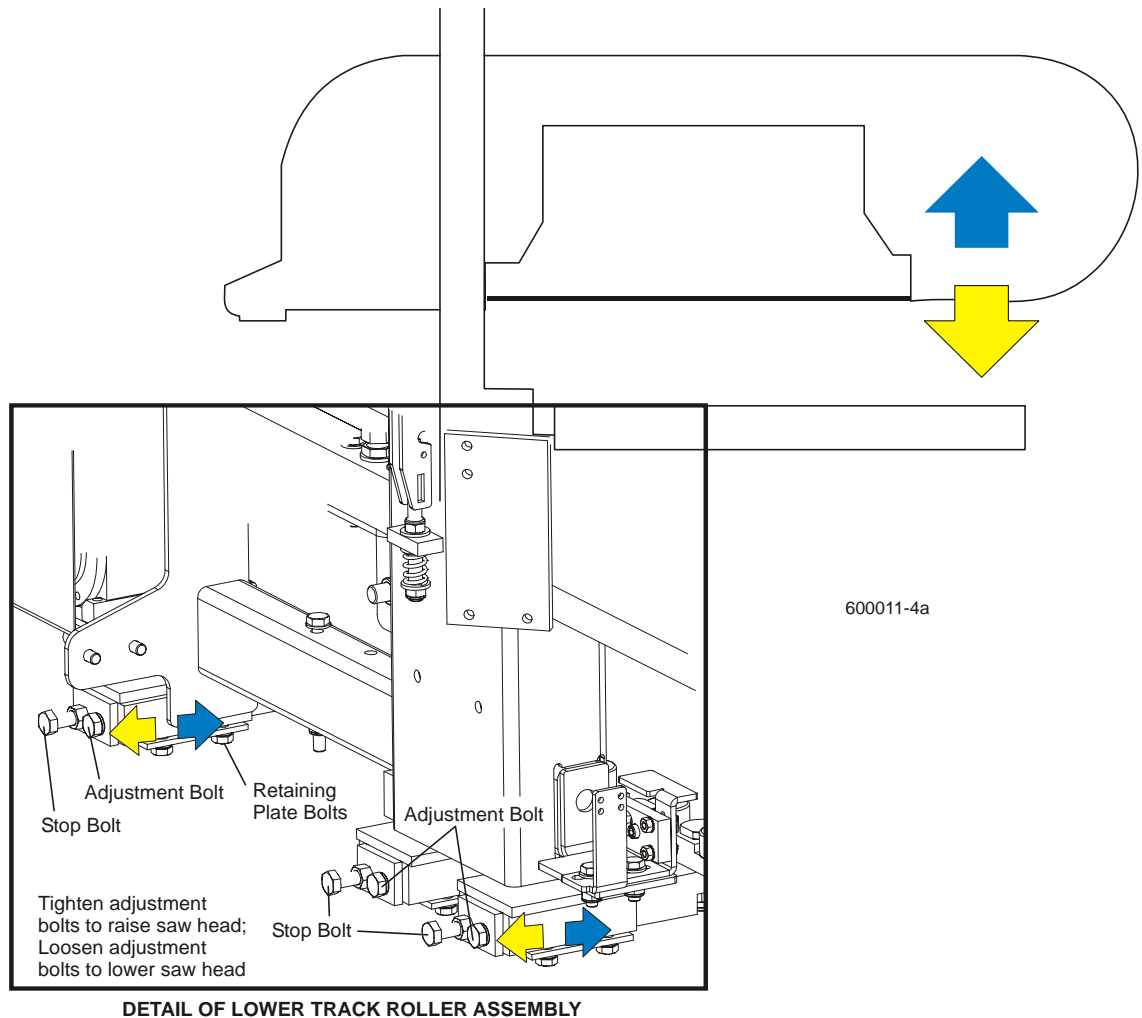 600011-4a
Adjustment Bolt
Stop Bolt
Retaining
Plate Bolts
Adjustment Bolt
Stop Bolt
Tighten adjustment
bolts to raise saw head;
Loosen adjustment
bolts to lower saw head
DETAIL OF LOWER TRACK ROLLER ASSEMBLY